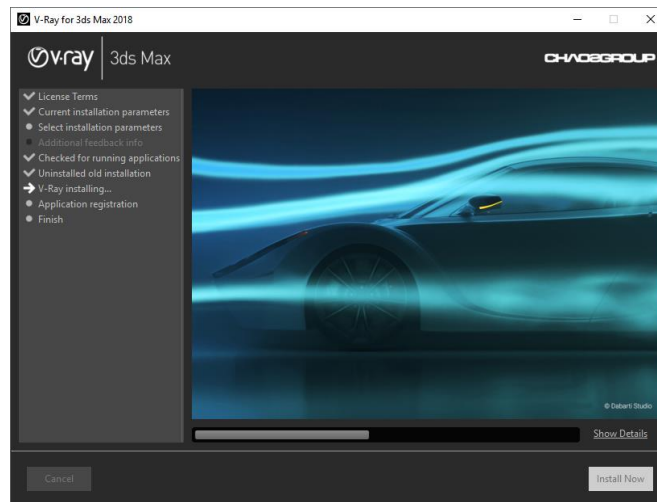 V-Ray for 3ds Max 2018
v·ray 3ds Max
CHAOSGROUP
License Terms
Current installation parameters
Select installation parameters
Additional feedback info
Checked for running applications
Uninstalled old installation
V-Ray installing...
Application registration
Finish
© Dabarti Studio
Show Details
Cancel
Install Now